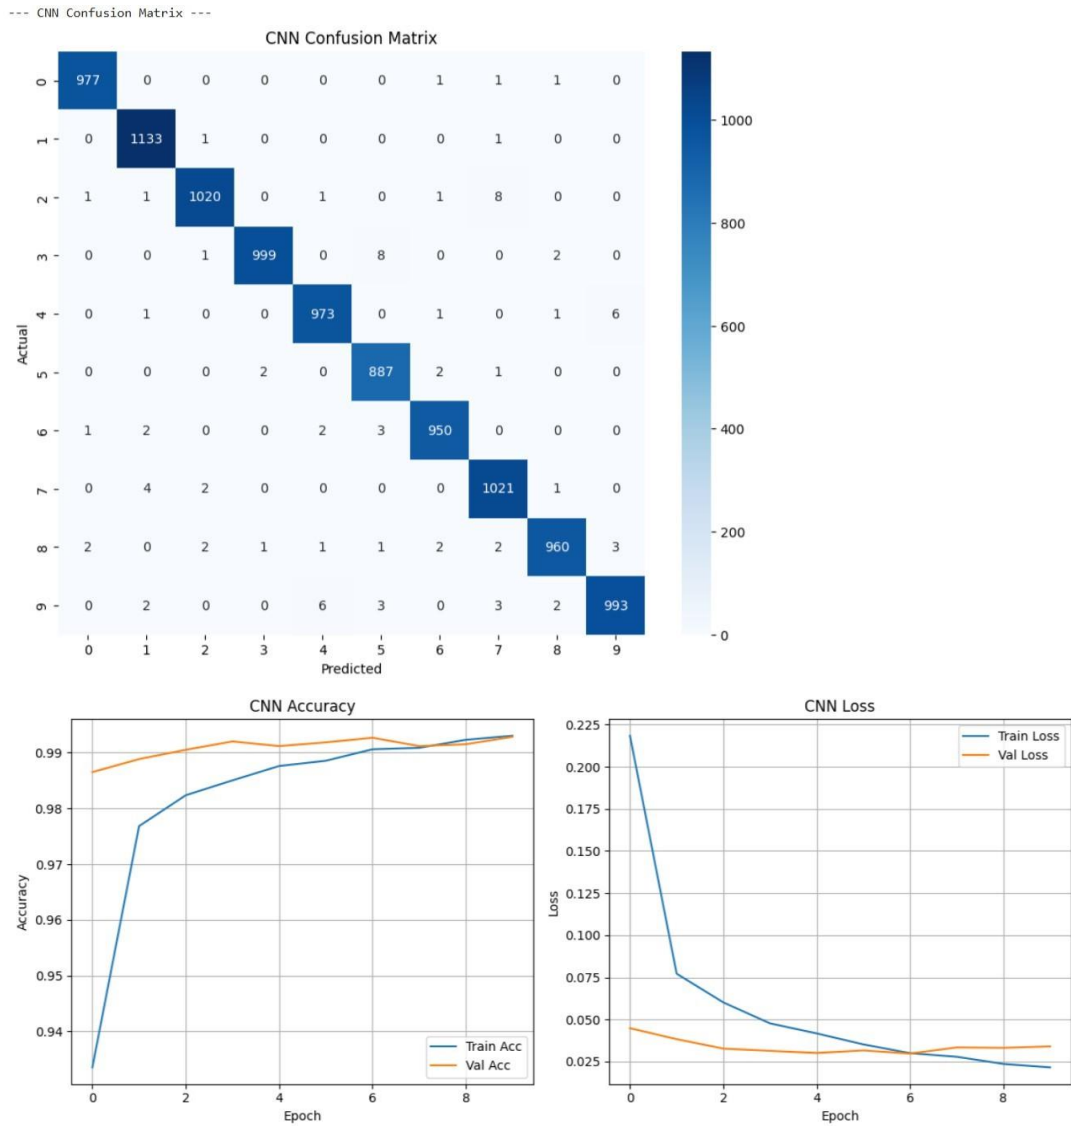 --- CNN Confusion Matrix ---
CNN Confusion Matrix
0 977 0 0 0 0 0 1 1 1 0
1 0 1133 1 0 0 0 0 1 0 0
2 1 1 1020 0 1 0 1 8 0 0
3 0 0 1 999 0 8 0 0 2 0
4 0 1 0 0 973 0 1 0 1 6
5 0 0 0 2 0 887 2 1 0 0
6 1 2 0 0 2 3 950 0 0 0
7 0 4 2 0 0 0 0 1021 1 0
8 2 0 2 1 1 1 2 2 960 3
9 0 2 0 0 6 3 0 3 2 993
0 1 2 3 4 5 6 7 8 9
Actual
Predicted
1000
800
600
400
200
0
CNN Accuracy
0.99
0.98
0.97
0.96
0.95
0.94
Accuracy
Train Acc
Val Acc
0 2 4 6 8
Epoch
CNN Loss
0.225
0.200
0.175
0.150
0.125
0.100
0.075
0.050
0.025
Loss
Train Loss
Val Loss
0 2 4 6 8
Epoch